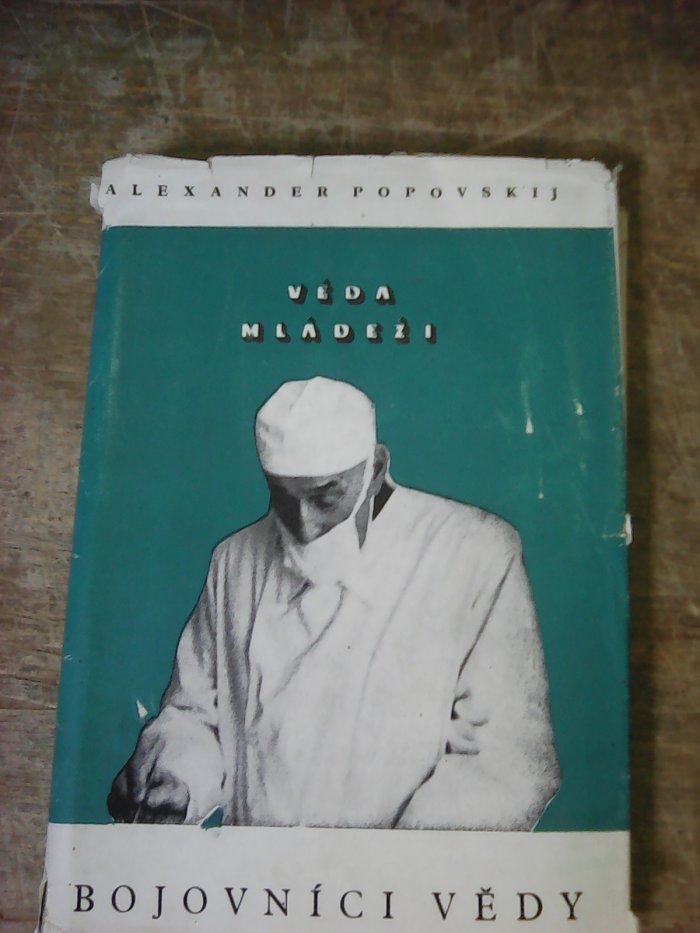 ALEXANDER POPOVSKIJ
VĚDA
MLÁDEŽI
BOJOVNÍCI VĚDY